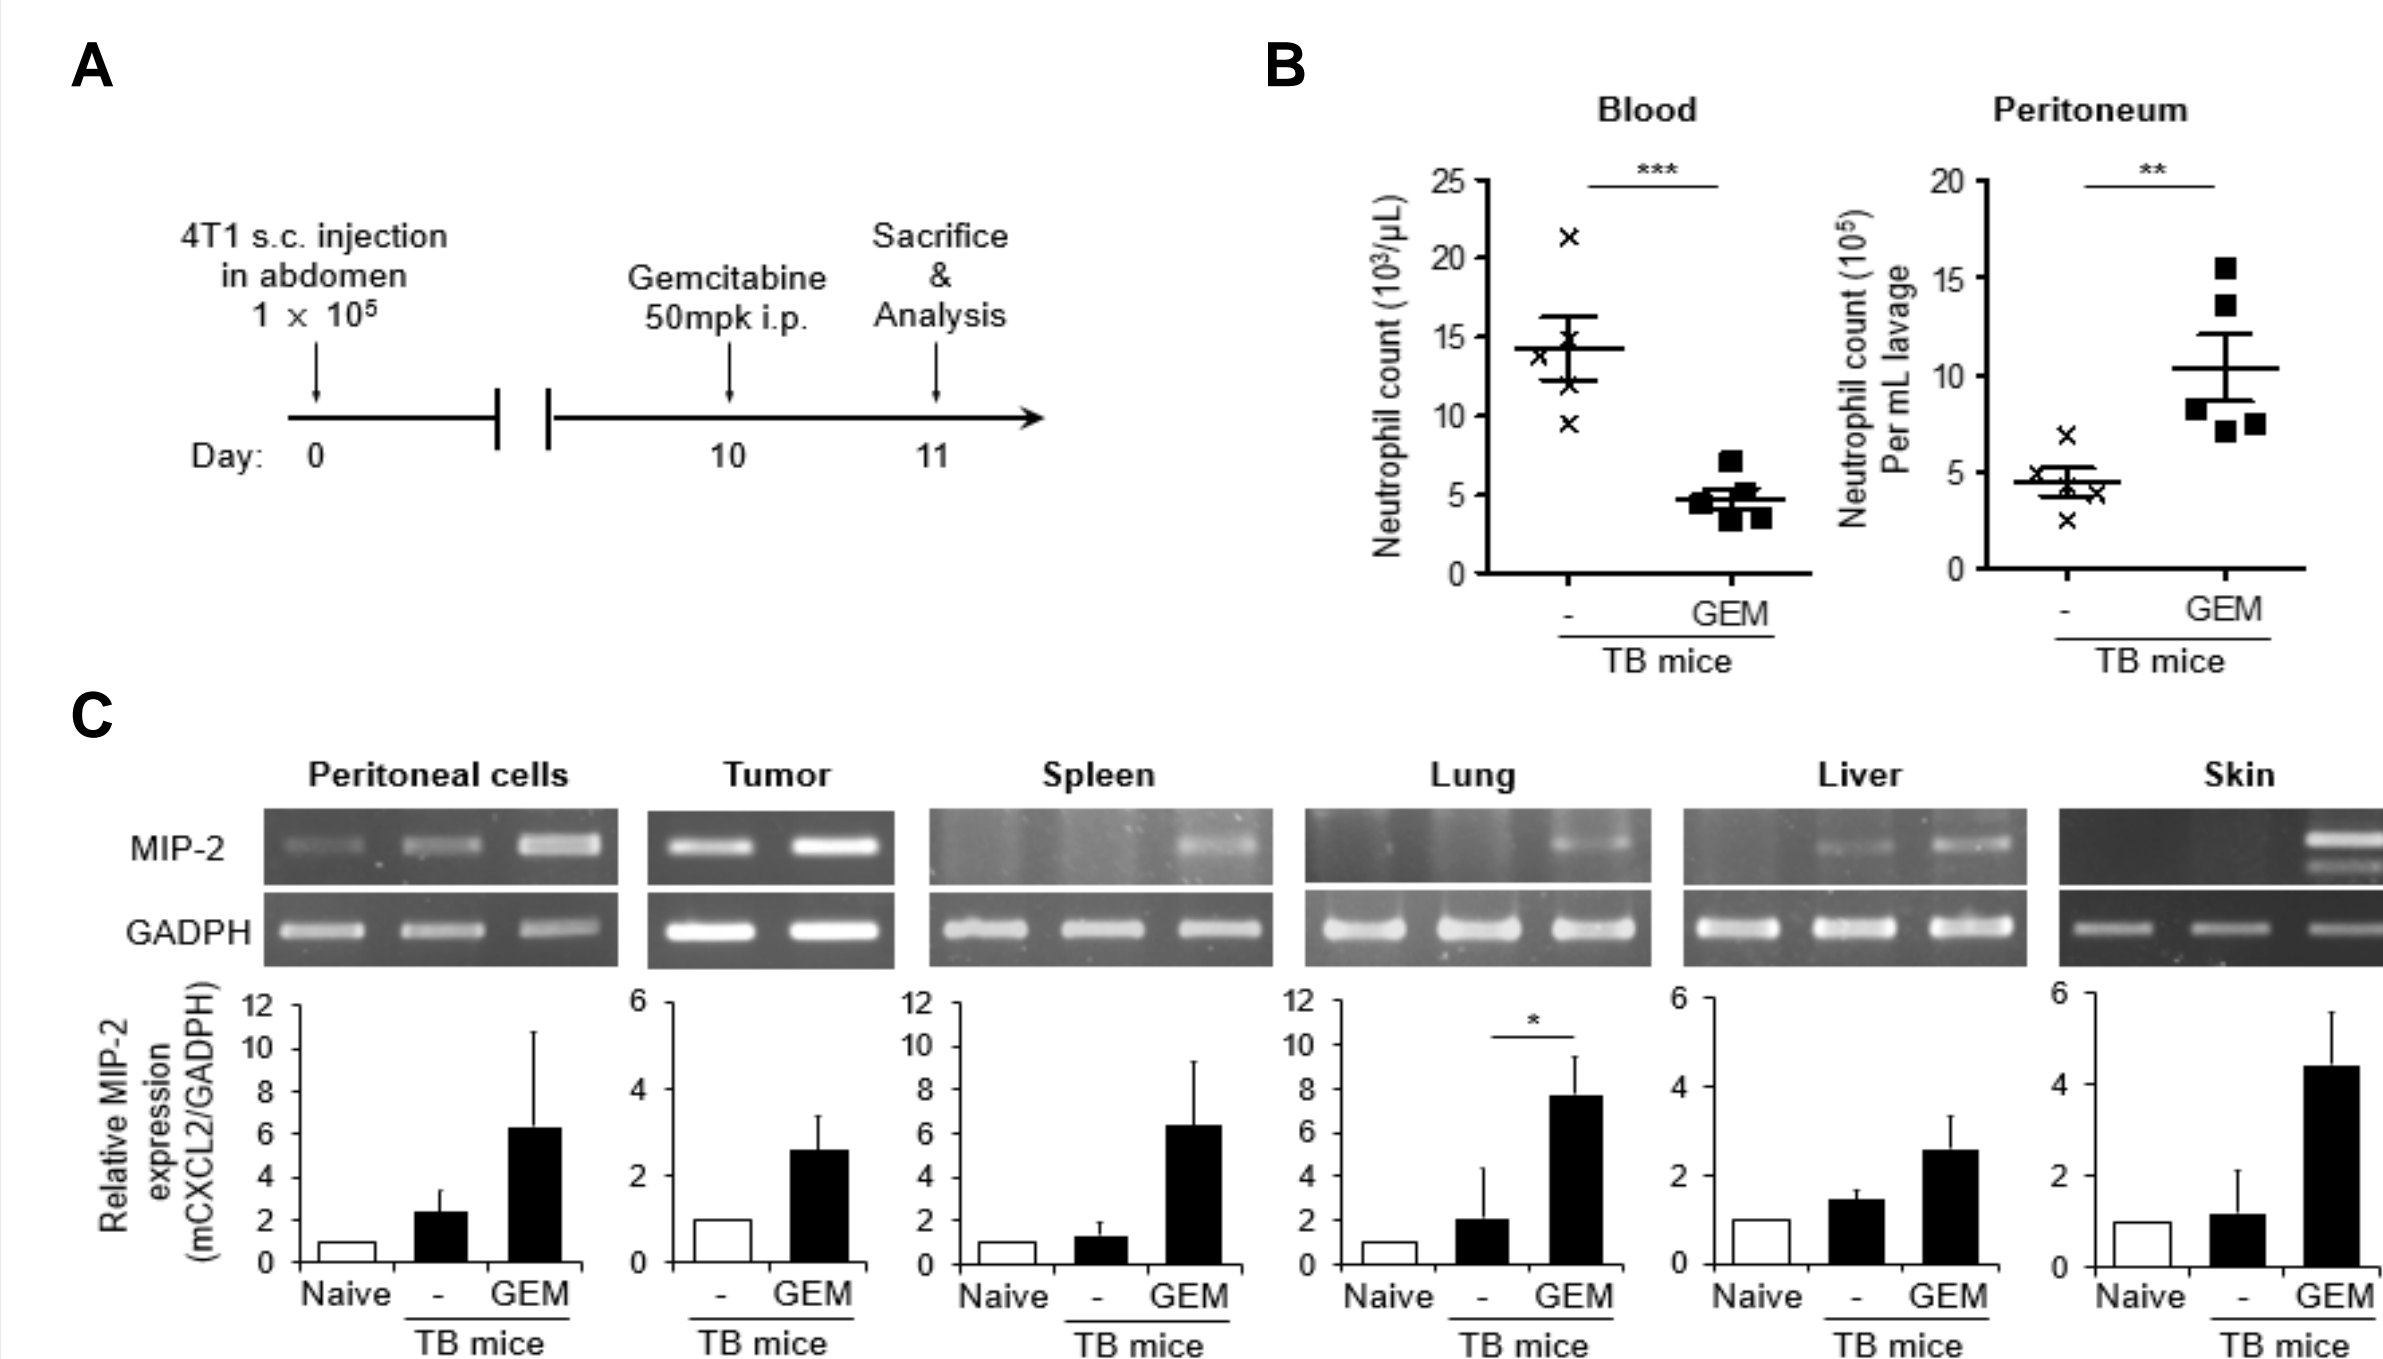 A
4T1 s.c. injection
in abdomen
1 × 10⁵
Gemcitabine
50mpk i.p.
Sacrifice
&
Analysis
Day: 0 10 11
B
Blood
***
Neutrophil count (10³/µL)
25
20
15
10
5
0
- GEM
TB mice
Peritoneum
**
Neutrophil count (10⁵)
Per mL lavage
20
15
10
5
0
- GEM
TB mice
C
Peritoneal cells Tumor Spleen Lung Liver Skin
MIP-2
GADPH
Relative MIP-2
expression
(mCXCL2/GADPH)
12
10
8
6
4
2
0
Naive - GEM
TB mice
6
4
2
0
- GEM
TB mice
12
10
8
6
4
2
0
Naive - GEM
TB mice
12
10
8
6
4
2
0
*
Naive - GEM
TB mice
6
4
2
0
Naive - GEM
TB mice
6
4
2
0
Naive - GEM
TB mice